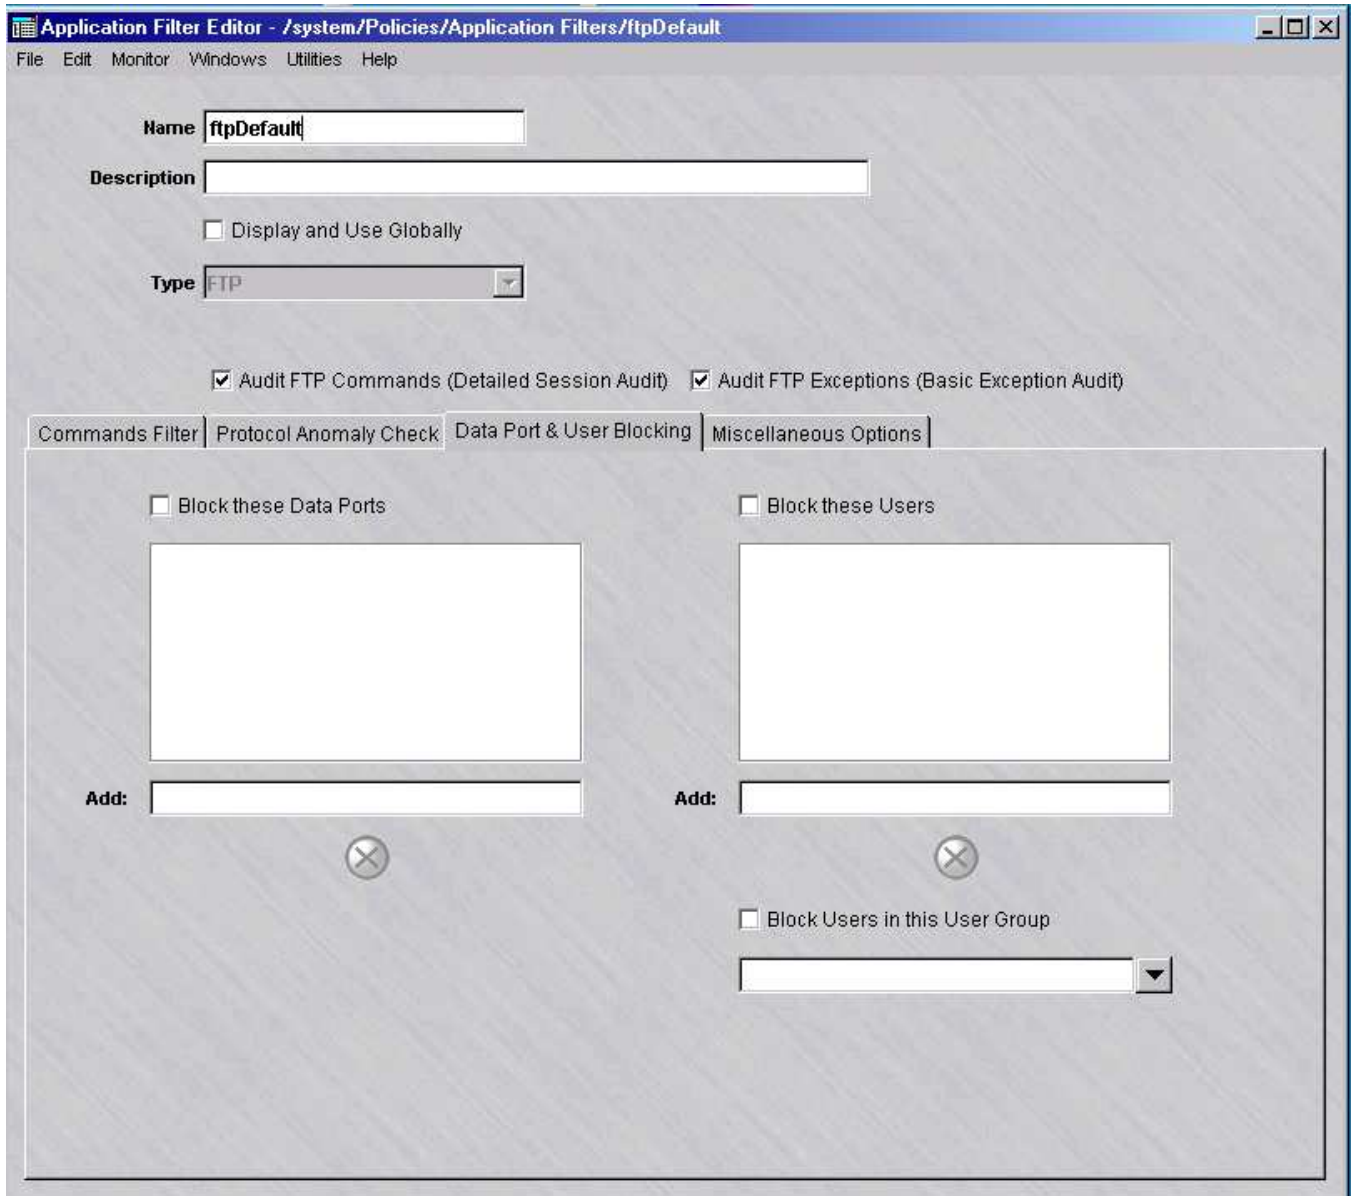 Application Filter Editor - /system/Policies/Application Filters/ftpDefault
File Edit Monitor Windows Utilities Help
Name ftpDefault
Description
Display and Use Globally
Type FTP
Audit FTP Commands (Detailed Session Audit) Audit FTP Exceptions (Basic Exception Audit)
Commands Filter Protocol Anomaly Check Data Port & User Blocking Miscellaneous Options
Block these Data Ports Block these Users
Add: Add:
Block Users in this User Group